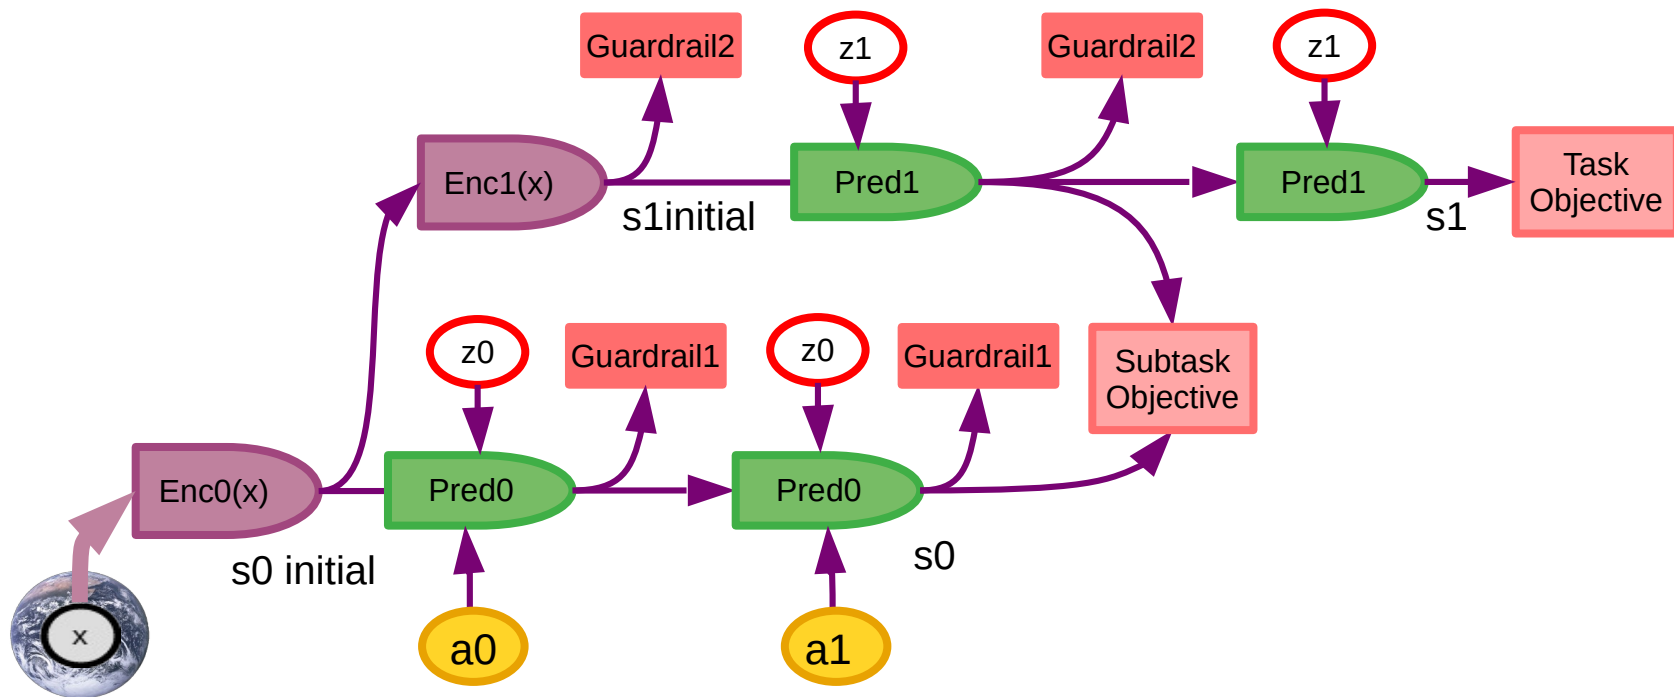 Guardrail2
z1
Guardrail2
z1
Enc1(x)
Pred1
Pred1
Task
Objective
s1initial
s1
z0
Guardrail1
z0
Guardrail1
Subtask
Objective
Enc0(x)
Pred0
Pred0
s0 initial
s0
x
a0
a1